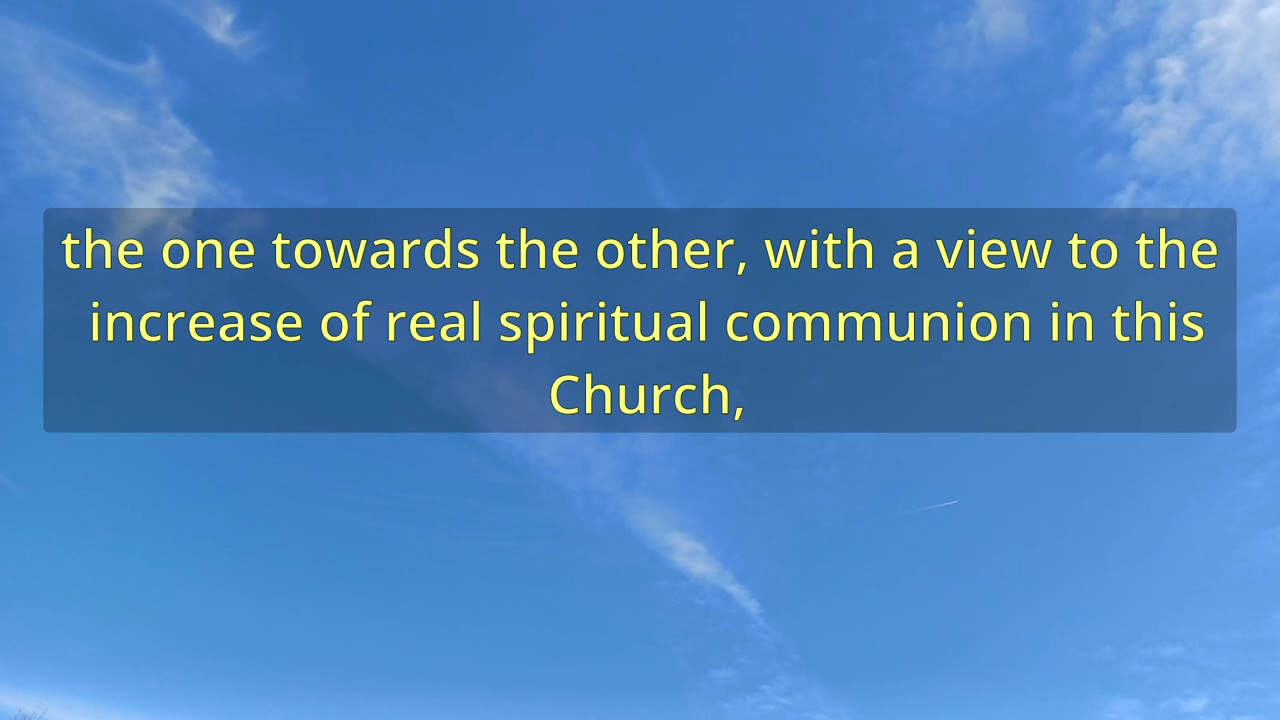 the one towards the other, with a view to the
increase of real spiritual communion in this
Church,